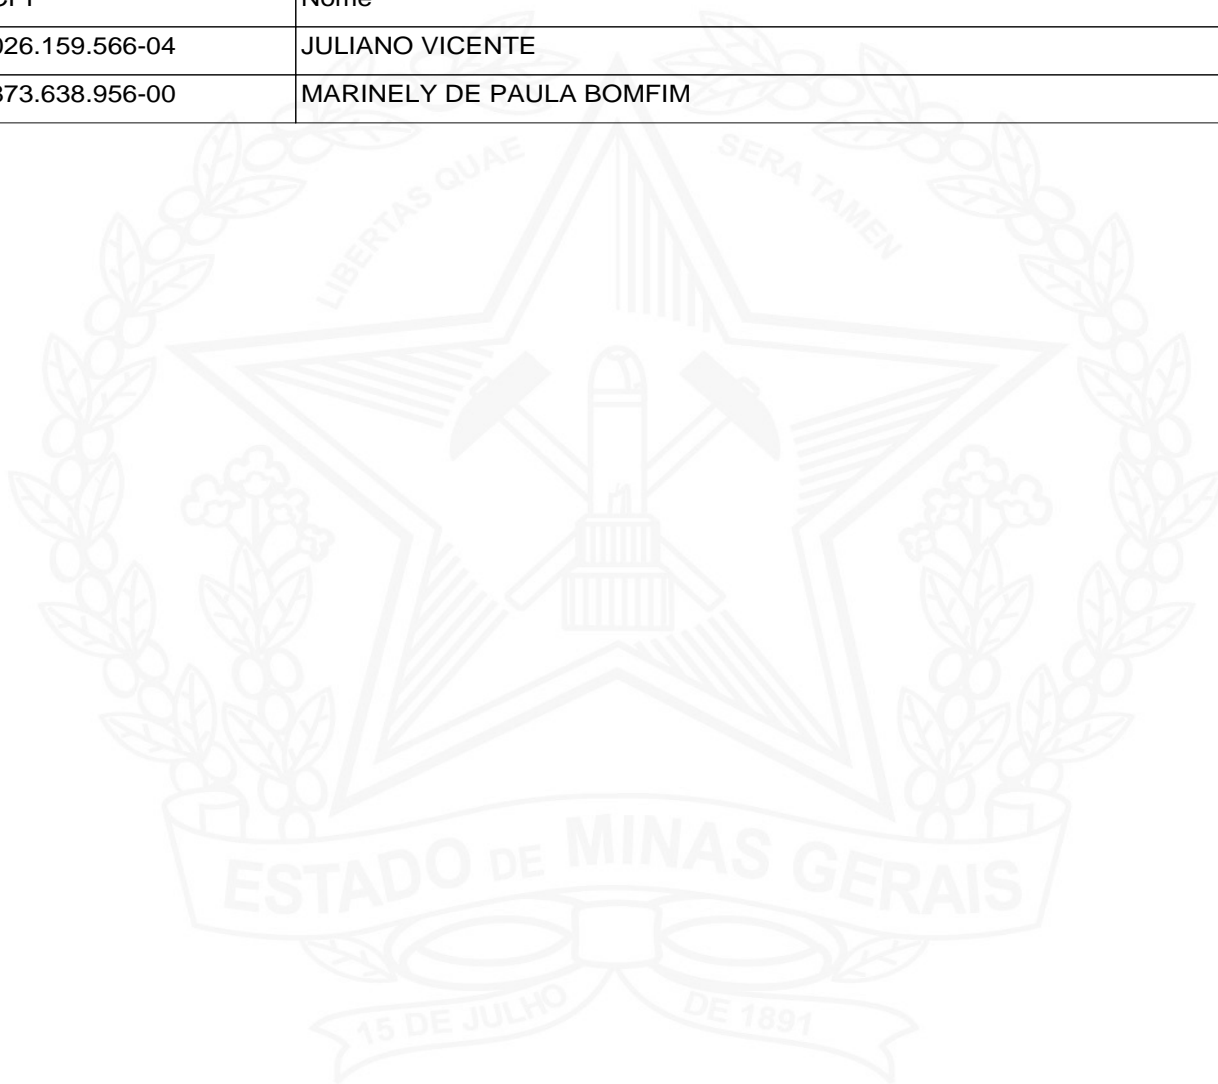 Nome
026.159.566-04 JULIANO VICENTE
873.638.956-00 MARINELY DE PAULA BOMFIM
LIBERTAS QUAE SERA TAMEN
ESTADO DE MINAS GERAIS
15 DE JULHO DE 1891